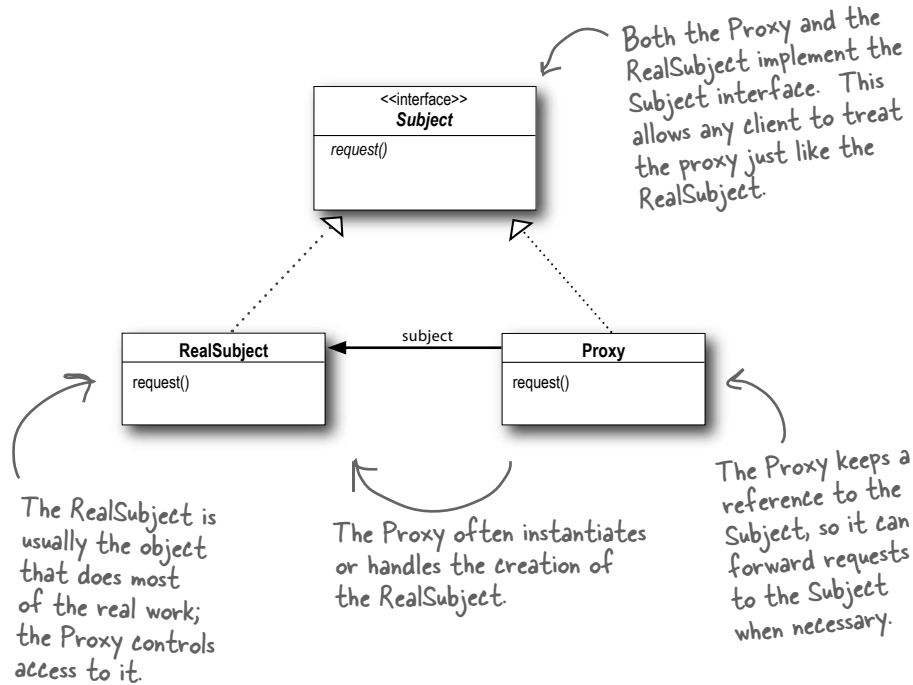 Both the Proxy and the
RealSubject implement the
Subject interface. This
allows any client to treat
the proxy just like the
RealSubject.
<<interface>>
Subject
request()
subject
RealSubject
request()
Proxy
request()
The RealSubject is
usually the object
that does most
of the real work;
the Proxy controls
access to it.
The Proxy often instantiates
or handles the creation of
the RealSubject.
The Proxy keeps a
reference to the
Subject, so it can
forward requests
to the Subject
when necessary.